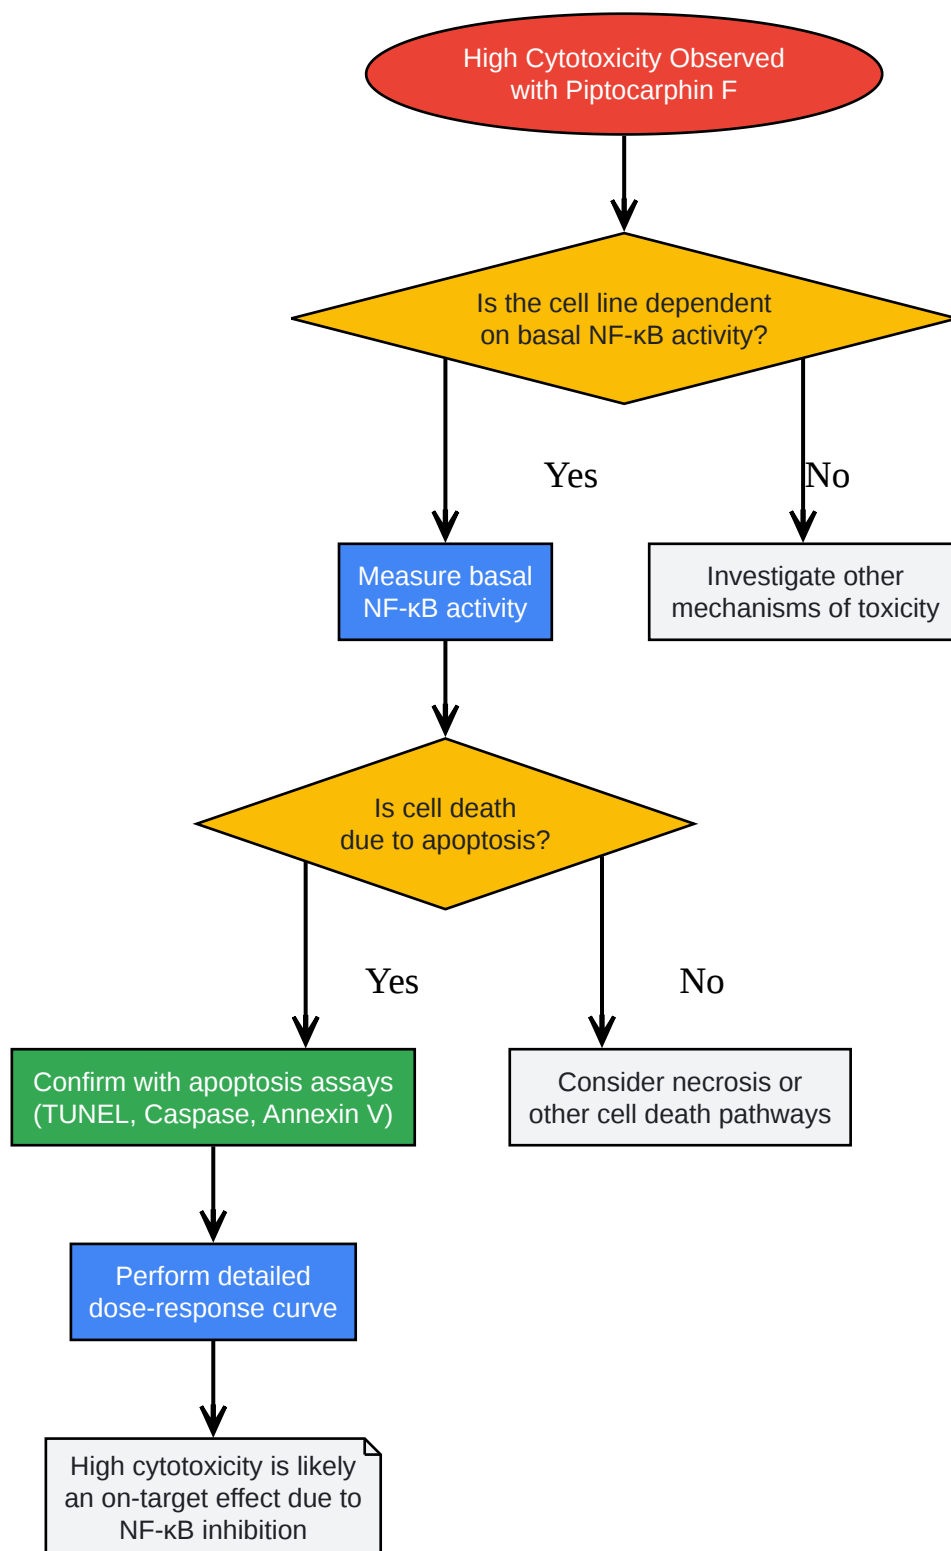 High Cytotoxicity Observed
with Piptocarphin F
Is the cell line dependent
on basal NF-κB activity?
Yes
No
Measure basal
NF-κB activity
Investigate other
mechanisms of toxicity
Is cell death
due to apoptosis?
Yes
No
Confirm with apoptosis assays
(TUNEL, Caspase, Annexin V)
Consider necrosis or
other cell death pathways
Perform detailed
dose-response curve
High cytotoxicity is likely
an on-target effect due to
NF-κB inhibition